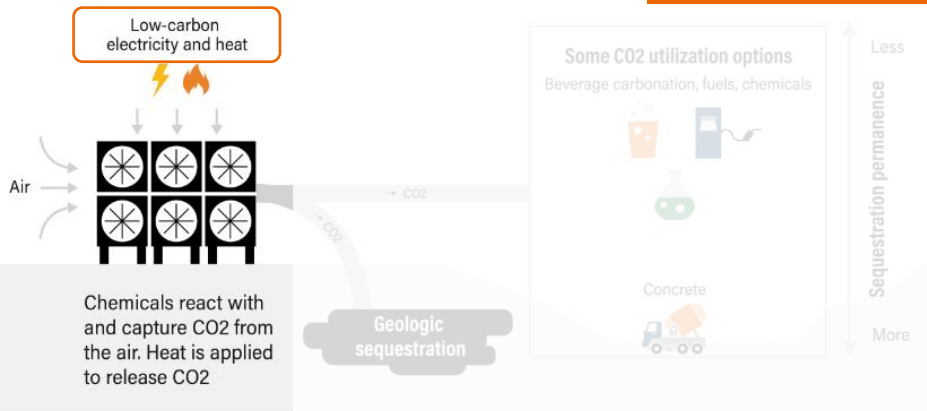 Low-carbon
electricity and heat
Some CO2 utilization options
Less
Beverage carbonation, fuels, chemicals
Air
→ CO2
→ CO2
Sequestration permanence
Chemicals react with
and capture CO2 from
the air. Heat is applied
to release CO2
Geologic
sequestration
Concrete
More